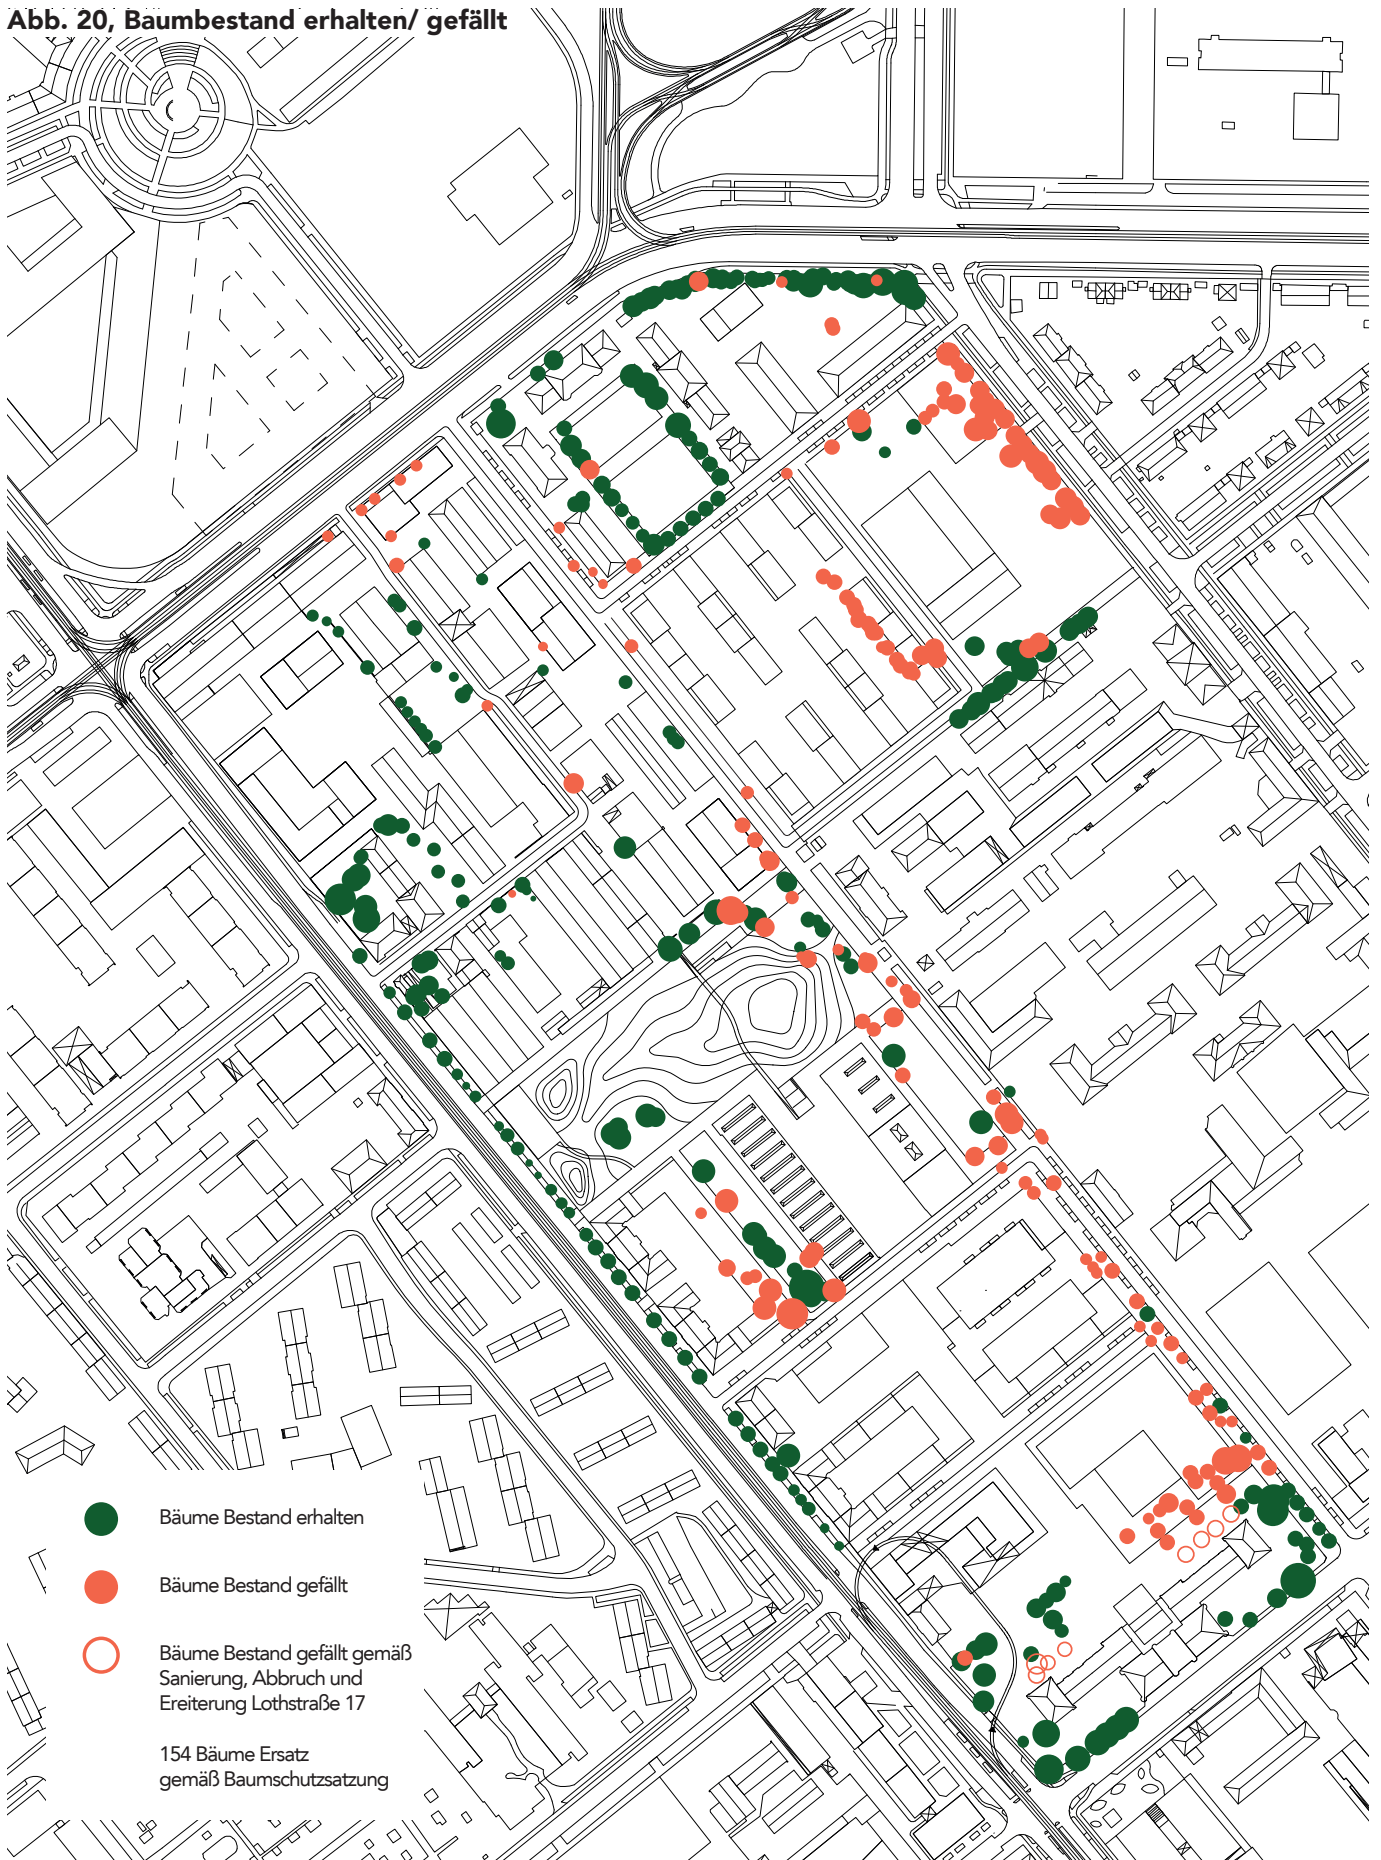 Abb. 20, Baumbestand erhalten/ gefällt
Bäume Bestand erhalten
Bäume Bestand gefällt
Bäume Bestand gefällt gemäß
Sanierung, Abbruch und
Ereiterung Lothstraße 17
154 Bäume Ersatz
gemäß Baumschutzsatzung